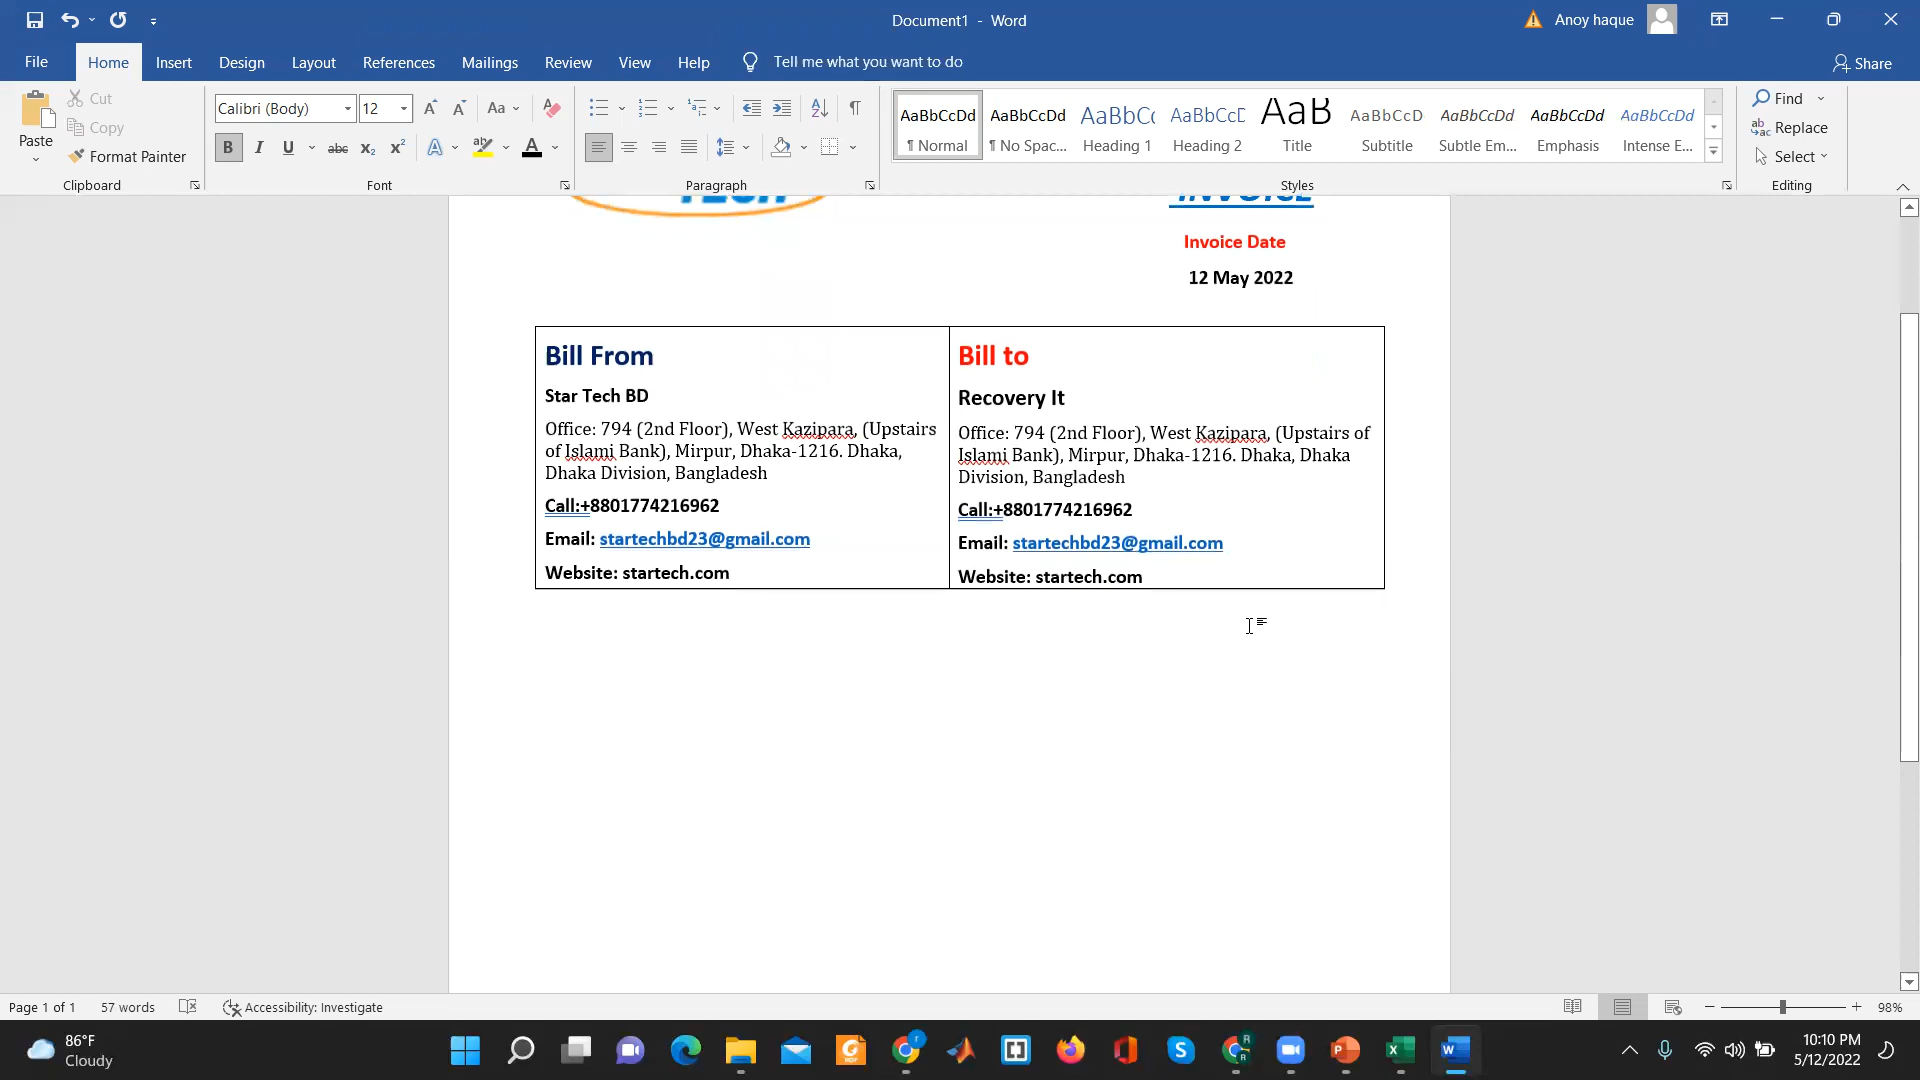 Document1 - Word
Anoy haque
File
Home
Insert
Design
Layout
References
Mailings
Review
View
Help
Tell me what you want to do
Share
Paste
Cut
Copy
Format Painter
Clipboard
Calibri (Body)
12
Font
Paragraph
AaBbCcDd
¶ Normal
AaBbCcDd
¶ No Spac...
AaBbCc
Heading 1
AaBbCcD
Heading 2
AaB
Title
AaBbCcD
Subtitle
AaBbCcDd
Subtle Em...
AaBbCcDd
Emphasis
AaBbCcDd
Intense E...
Styles
Find
Replace
Select
Editing
TECH
INVOICE
Invoice Date
12 May 2022
Bill From
Star Tech BD
Office: 794 (2nd Floor), West Kazipara, (Upstairs
of Islami Bank), Mirpur, Dhaka-1216. Dhaka,
Dhaka Division, Bangladesh
Call:+8801774216962
Email: startechbd23@gmail.com
Website: startech.com
Bill to
Recovery It
Office: 794 (2nd Floor), West Kazipara, (Upstairs of
Islami Bank), Mirpur, Dhaka-1216. Dhaka, Dhaka
Division, Bangladesh
Call:+8801774216962
Email: startechbd23@gmail.com
Website: startech.com
Page 1 of 1
57 words
Accessibility: Investigate
98%
86°F
Cloudy
10:10 PM
5/12/2022